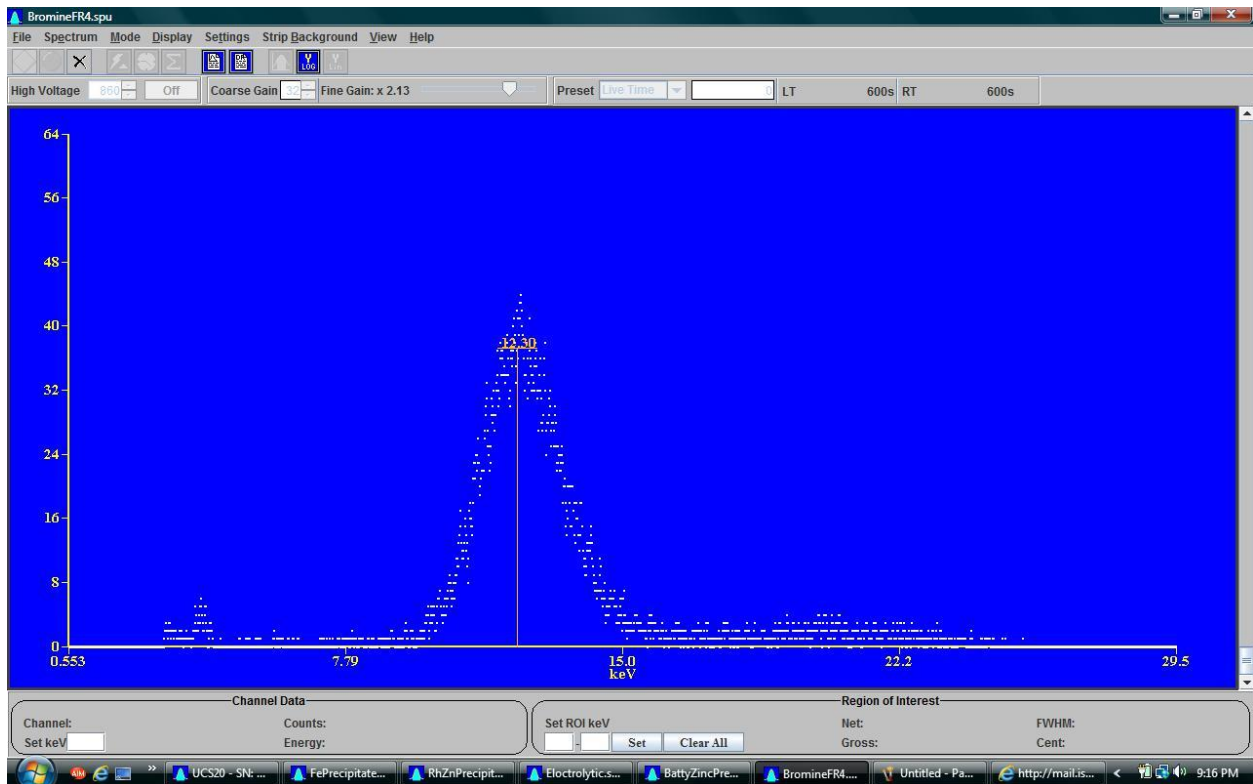 BromineFR4.spu
File Spectrum Mode Display Settings Strip Background View Help
Y LOG
High Voltage 860 Off Coarse Gain 32 Fine Gain: x 2.13 Preset Live Time 0 LT 600s RT 600s
64
56
48
40
12.30
32
24
16
8
0
0.553 7.79 15.0 22.2 29.5
keV
Channel Data
Region of Interest
Channel: Counts: Set ROI keV Net: FWHM:
Set keV Energy: - Set Clear All Gross: Cent:
AIM » UCS20 - SN: ... FePrecipitate... RhZnPrecipit... Eloctrolytic.s... BattyZincPre... BromineFR4.... Untitled - Pa... http://mail.is... < 9:16 PM